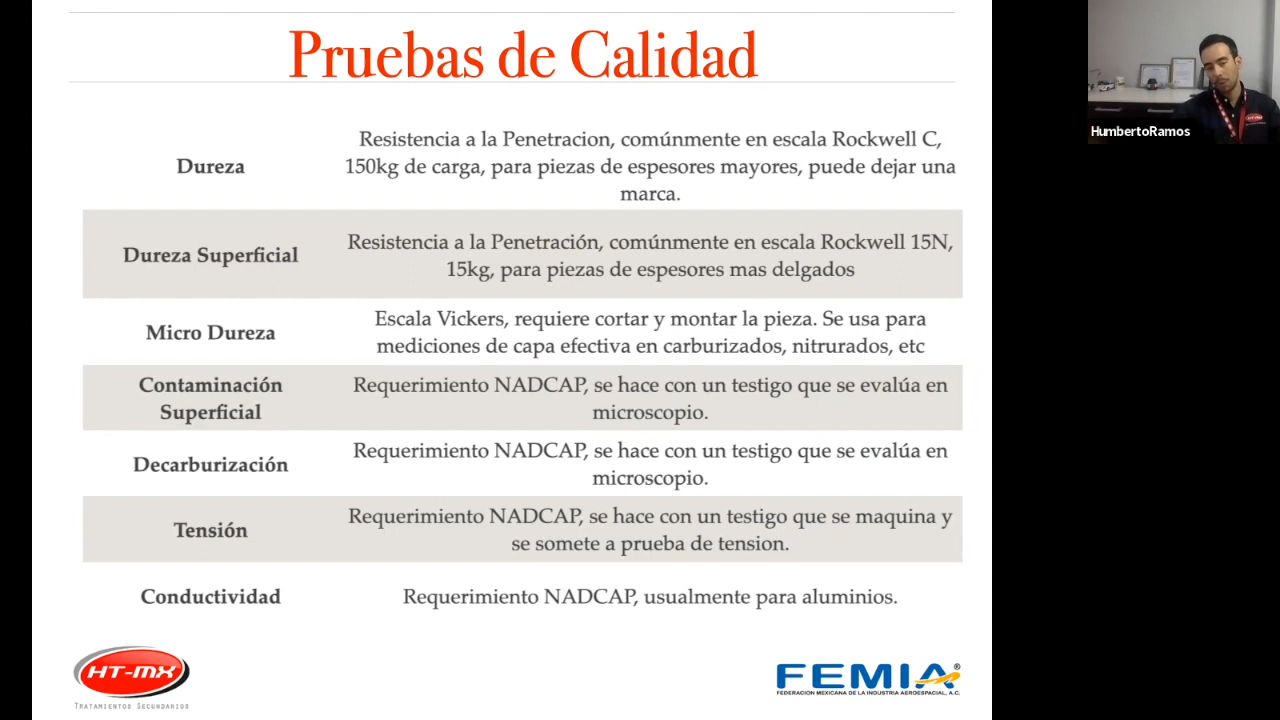 Pruebas de Calidad
HumbertoRamos
Dureza
Resistencia a la Penetracion, comúnmente en escala Rockwell C,
150kg de carga, para piezas de espesores mayores, puede dejar una
marca.
Dureza Superficial
Resistencia a la Penetración, comúnmente en escala Rockwell 15N,
15kg, para piezas de espesores mas delgados
Micro Dureza
Escala Vickers, requiere cortar y montar la pieza. Se usa para
mediciones de capa efectiva en carburizados, nitrurados, etc
Contaminación
Superficial
Requerimiento NADCAP, se hace con un testigo que se evalúa en
microscopio.
Decarburización
Requerimiento NADCAP, se hace con un testigo que se evalúa en
microscopio.
Tensión
Requerimiento NADCAP, se hace con un testigo que se maquina y
se somete a prueba de tension.
Conductividad
Requerimiento NADCAP, usualmente para aluminios.
HT-MX
TRATAMIENTOS SECUNDARIOS
FEMIA®
FEDERACIÓN MEXICANA DE LA INDUSTRIA AEROESPACIAL, A.C.